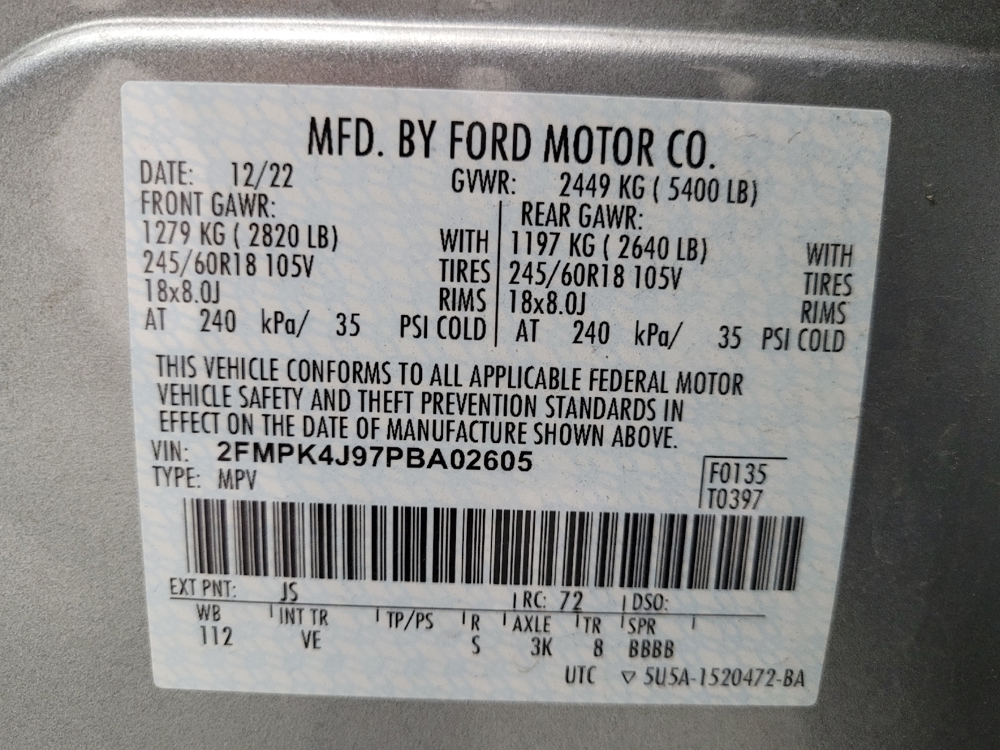 MFD. BY FORD MOTOR CO.
DATE: 12/22 GVWR: 2449 KG ( 5400 LB)
FRONT GAWR: REAR GAWR:
1279 KG ( 2820 LB) WITH 1197 KG ( 2640 LB) WITH
245/60R18 105V TIRES 245/60R18 105V TIRES
18x8.0J RIMS 18x8.0J RIMS
AT 240 kPa/ 35 PSI COLD AT 240 kPa/ 35 PSI COLD
THIS VEHICLE CONFORMS TO ALL APPLICABLE FEDERAL MOTOR
VEHICLE SAFETY AND THEFT PREVENTION STANDARDS IN
EFFECT ON THE DATE OF MANUFACTURE SHOWN ABOVE.
VIN: 2FMPK4J97PBA02605
TYPE: MPV
F0135
T0397
EXT PNT: JS RC: 72 DSO:
WB INT TR TP/PS R AXLE TR SPR
112 VE S 3K 8 BBBB
UTC ▽ 5U5A-1520472-BA